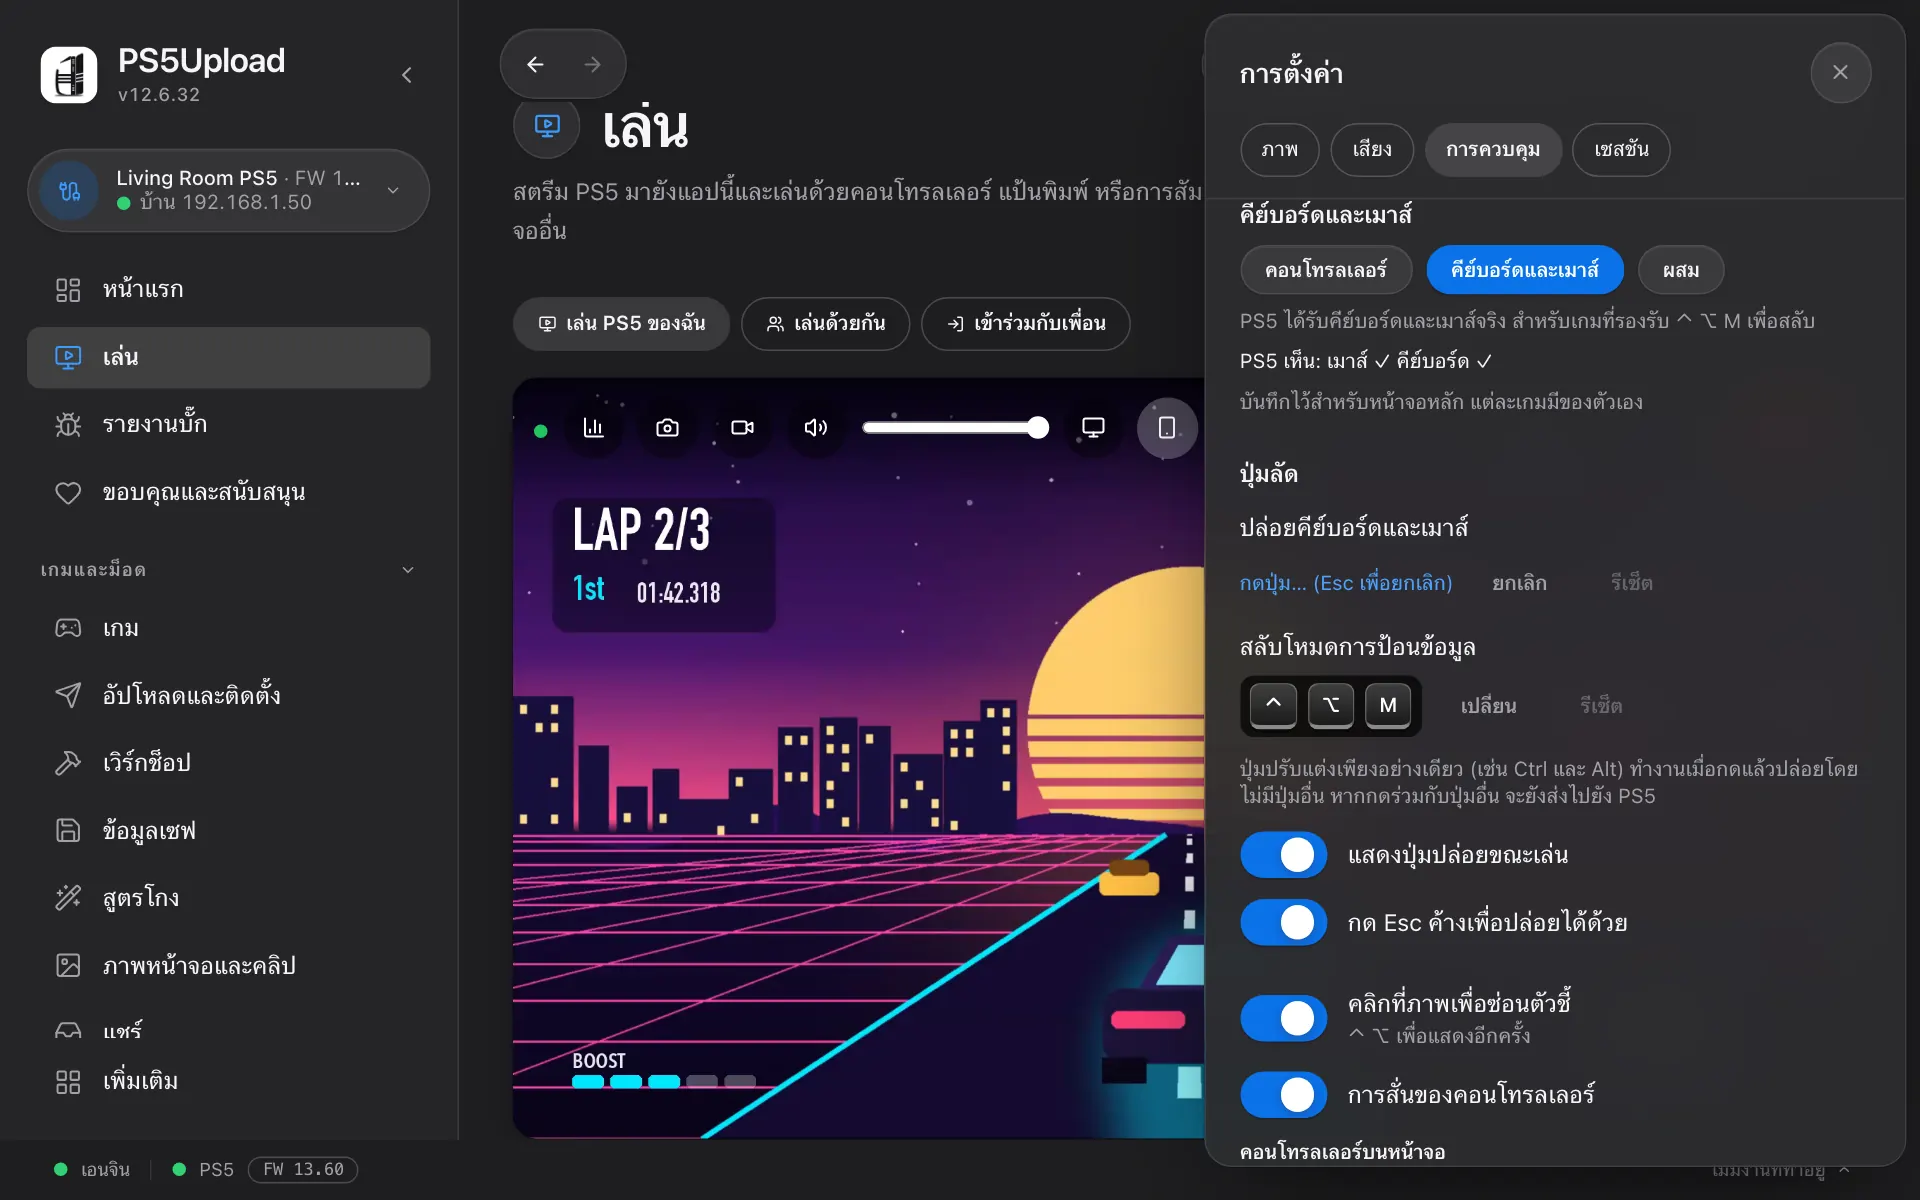 PS5Upload
v12.6.32
Living Room PS5 · FW 1...
บ้าน 192.168.1.50
หน้าแรก
เล่น
รายงานบั๊ก
ขอบคุณและสนับสนุน
เกมและม็อด
เกม
อัปโหลดและติดตั้ง
เวิร์กช็อป
ข้อมูลเซฟ
สูตรโกง
ภาพหน้าจอและคลิป
แชร์
เพิ่มเติม
เอนจิน
PS5
FW 13.60
เล่น
สตรีม PS5 มายังแอปนี้และเล่นด้วยคอนโทรลเลอร์ แป้นพิมพ์ หรือการสัม
จออื่น
เล่น PS5 ของฉัน
เล่นด้วยกัน
เข้าร่วมกับเพื่อน
LAP 2/3
1st 01:42.318
BOOST
การตั้งค่า
ภาพ
เสียง
การควบคุม
เซสชัน
คีย์บอร์ดและเมาส์
คอนโทรลเลอร์
คีย์บอร์ดและเมาส์
ผสม
PS5 ได้รับคีย์บอร์ดและเมาส์จริง สำหรับเกมที่รองรับ ⌃ ⌥ M เพื่อสลับ
PS5 เห็น: เมาส์ ✓ คีย์บอร์ด ✓
บันทึกไว้สำหรับหน้าจอหลัก แต่ละเกมมีของตัวเอง
ปุ่มลัด
ปล่อยคีย์บอร์ดและเมาส์
กดปุ่ม... (Esc เพื่อยกเลิก)
ยกเลิก
รีเซ็ต
สลับโหมดการป้อนข้อมูล
⌃ ⌥ M
เปลี่ยน
รีเซ็ต
ปุ่มปรับแต่งเพียงอย่างเดียว (เช่น Ctrl และ Alt) ทำงานเมื่อกดแล้วปล่อยโดย
ไม่มีปุ่มอื่น หากกดร่วมกับปุ่มอื่น จะยังส่งไปยัง PS5
แสดงปุ่มปล่อยขณะเล่น
กด Esc ค้างเพื่อปล่อยได้ด้วย
คลิกที่ภาพเพื่อซ่อนตัวชี้
⌃ ⌥ เพื่อแสดงอีกครั้ง
การสั่นของคอนโทรลเลอร์
คอนโทรลเลอร์บนหน้าจอ